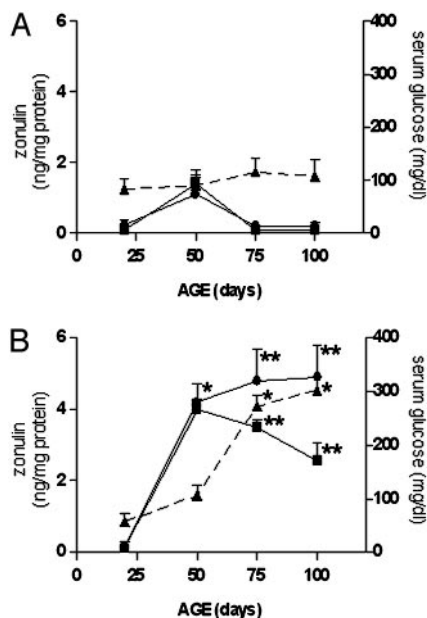 A
zonulin
(ng/mg protein)
6
4
2
0
400
300
200
100
0
serum glucose (mg/dl)
0 25 50 75 100
AGE (days)
B
zonulin
(ng/mg protein)
6
4
2
0
400
300
200
100
0
serum glucose (mg/dl)
** **
* * *
** **
0 25 50 75 100
AGE (days)